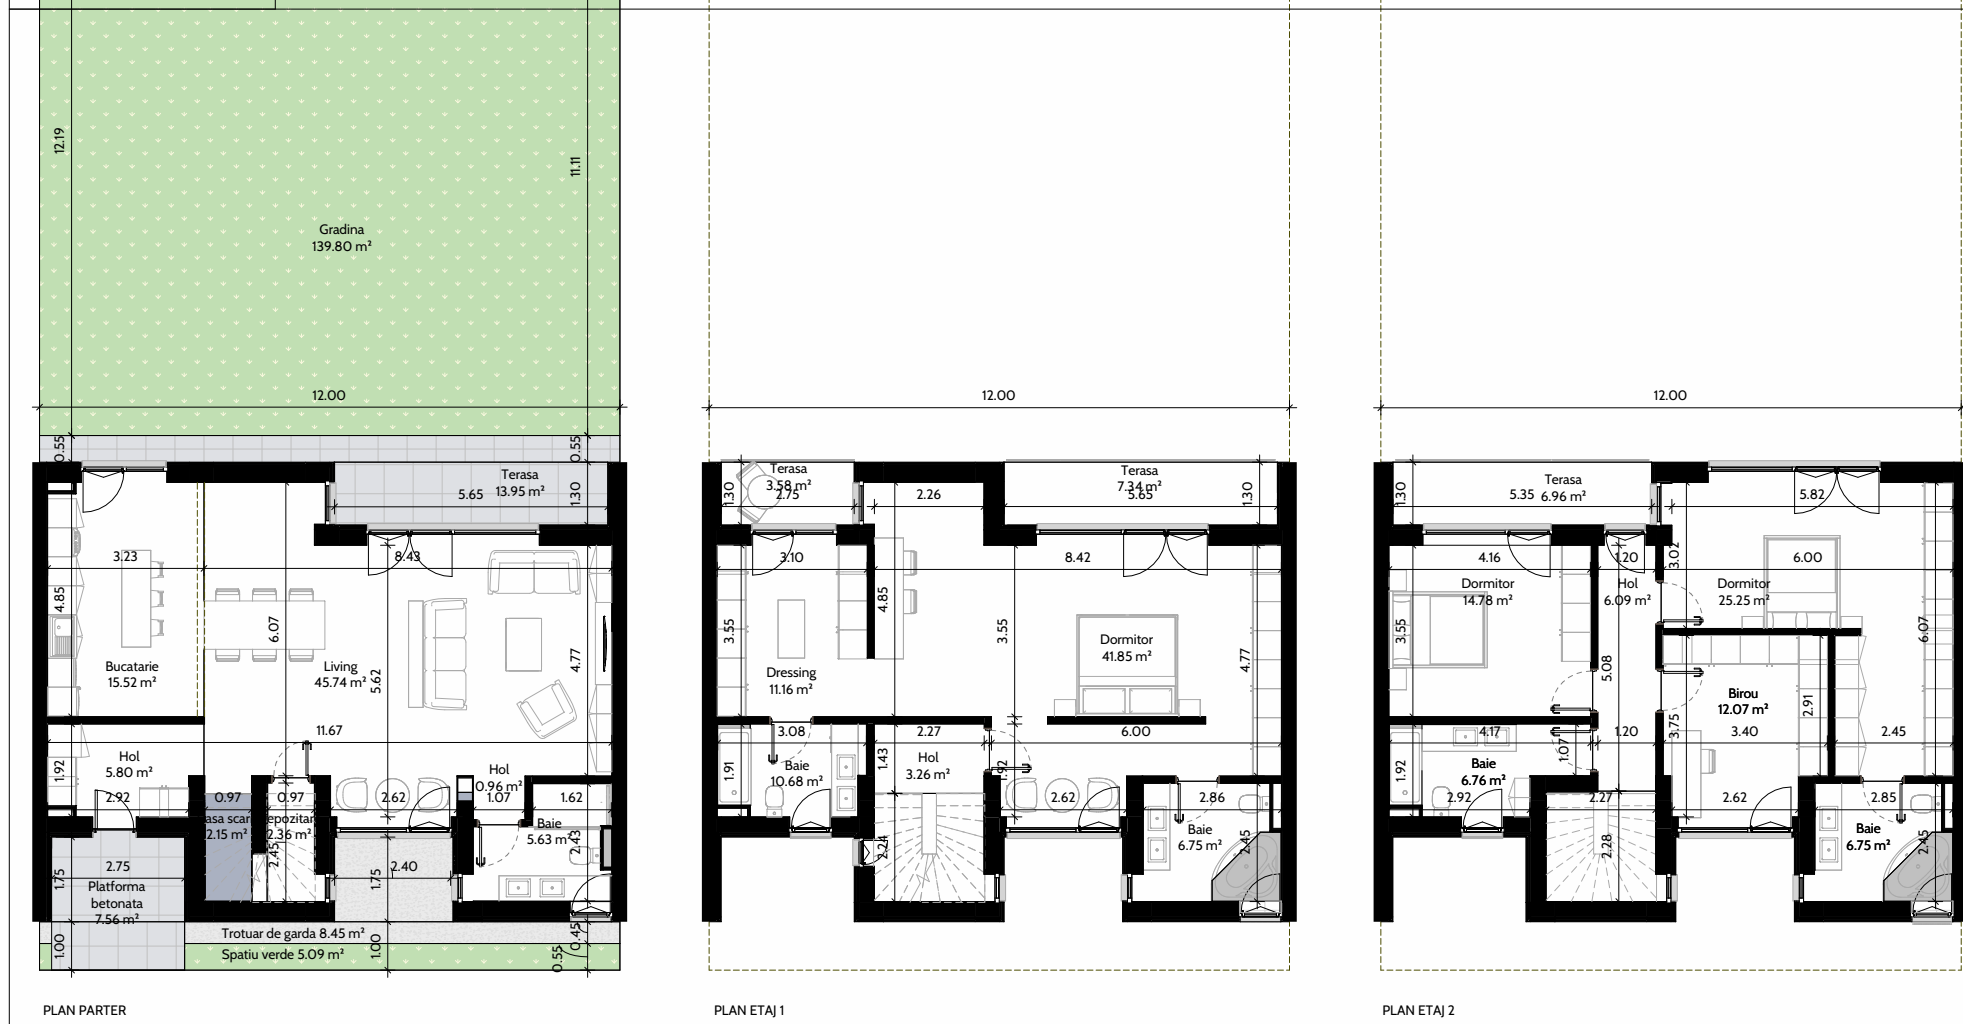 12.19
11.11
Gradina
139.80 m²
12.00
0.55
0.55
Terasa
13.95 m²
5.65
1.30
3.23
8.43
4.85
6.07
Bucatarie
15.52 m²
Living
45.74 m²
5.62
4.77
11.67
Hol
5.80 m²
1.92
2.92
0.97
0.97
2.62
Hol
0.96 m²
1.07
1.62
2.15 m²
2.36 m²
2.45
Baie
5.63 m²
2.43
2.75
1.75
Platforma
betonata
7.56 m²
1.75
2.40
Trotuar de garda 8.45 m²
Spatiu verde 5.09 m²
1.00
1.00
0.45
0.55
PLAN PARTER
12.00
Terasa
3.58 m²
2.75
1.30
2.26
Terasa
7.34 m²
5.65
1.30
3.10
8.42
3.55
4.85
3.55
4.77
Dressing
11.16 m²
Dormitor
41.85 m²
3.08
2.27
6.00
1.91
Baie
10.68 m²
1.43
Hol
3.26 m²
1.92
2.62
2.86
2.24
Baie
6.75 m²
2.45
PLAN ETAJ 1
12.00
1.30
5.35
Terasa
6.96 m²
5.82
4.16
1.20
3.02
6.00
Dormitor
14.78 m²
Hol
6.09 m²
Dormitor
25.25 m²
3.55
5.08
6.07
Birou
12.07 m²
2.91
4.17
1.07
1.20
3.75
3.40
2.45
1.92
Baie
6.76 m²
2.92
2.27
2.62
2.85
2.28
Baie
6.75 m²
2.45
PLAN ETAJ 2